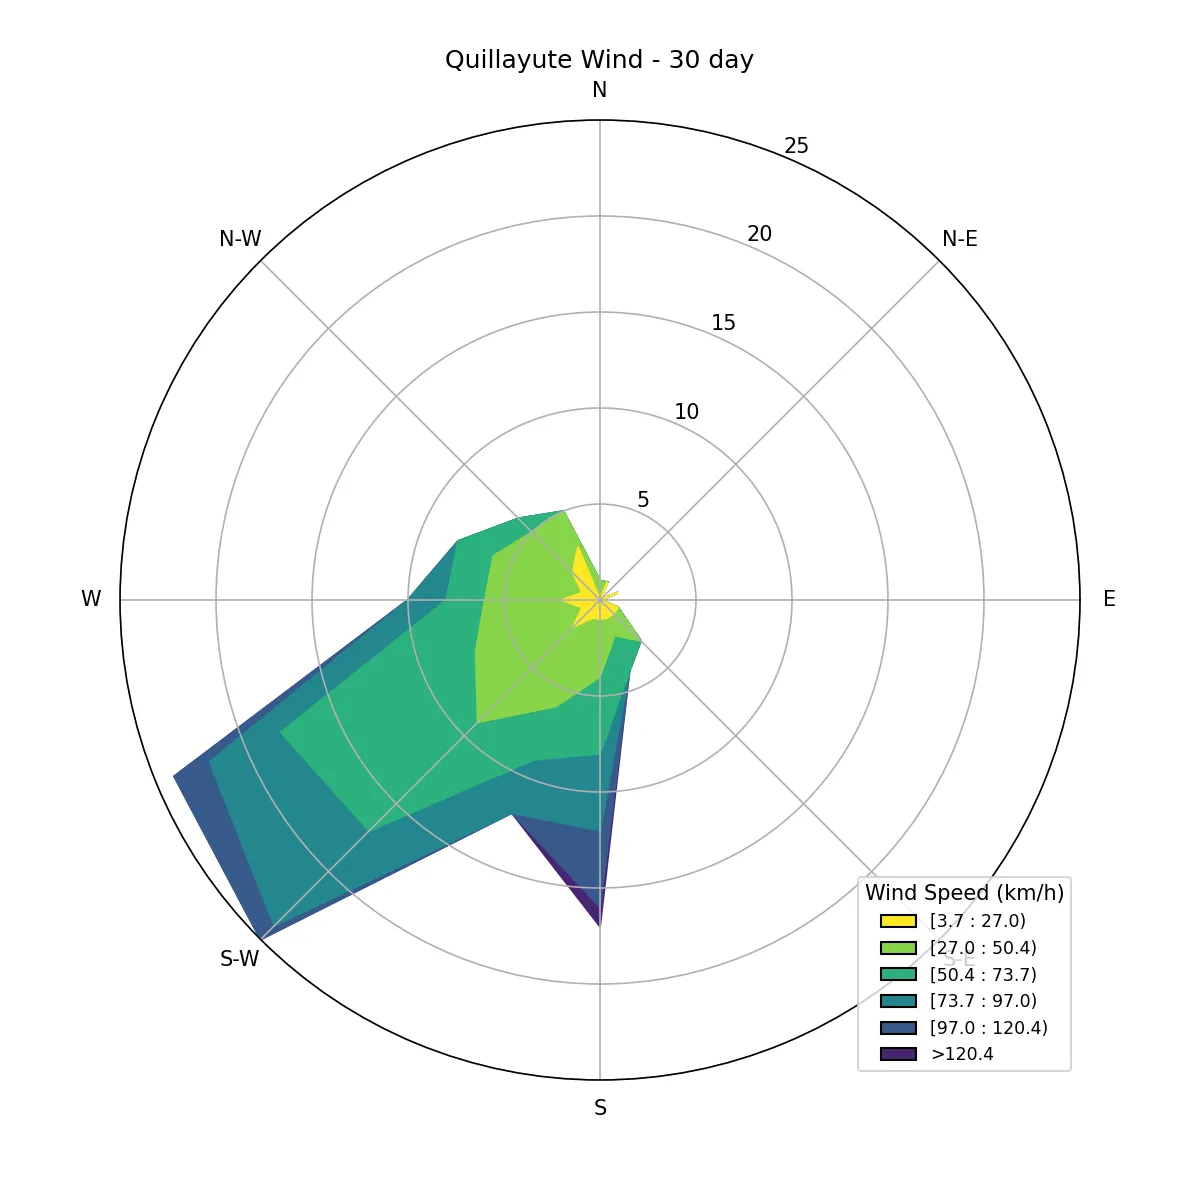 Quillayute Wind - 30 day
N
25
N-W
20
N-E
15
10
5
W
E
S-W
S-E
S
Wind Speed (km/h)
[3.7 : 27.0)
[27.0 : 50.4)
[50.4 : 73.7)
[73.7 : 97.0)
[97.0 : 120.4)
>120.4